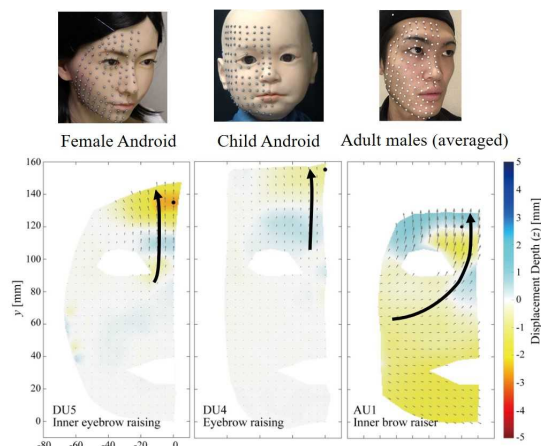 Female Android
Child Android
Adult males (averaged)
160
140
120
100
80
60
40
20
0
y [mm]
DU5
Inner eyebrow raising
DU4
Eyebrow raising
AU1
Inner brow raiser
5
4
3
2
1
0
-1
-2
-3
-4
-5
Displacement Depth (z) [mm]
-80 -60 -40 -20 0